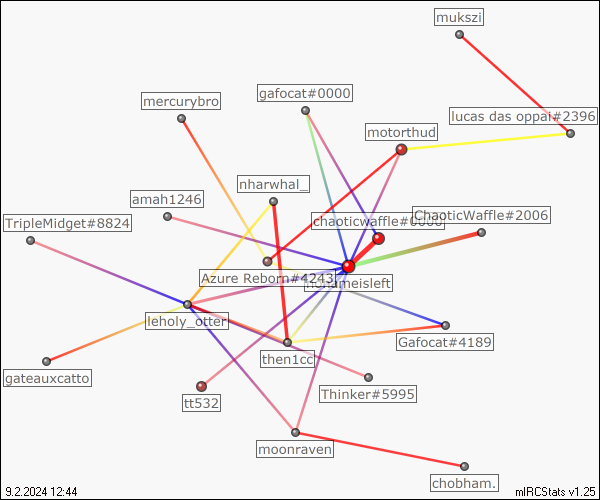 mukszi
gafocat#0000
mercurybro
lucas das oppai#2396
motorthud
nharwhal_
amah1246
chaoticwaffle#0000
ChaoticWaffle#2006
TripleMidget#8824
Azure Reborn#4243
leholy_otter
Gafocat#4189
then1cc
gateauxcatto
Thinker#5995
tt532
moonraven
chobham.
9.2.2024 12:44
mIRCStats v1.25